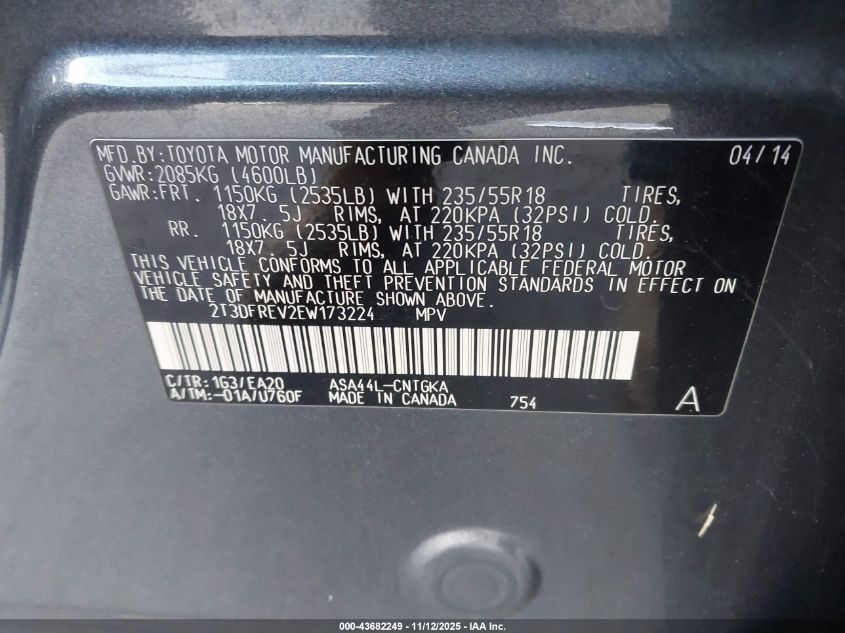 MFD.BY:TOYOTA MOTOR MANUFACTURING CANADA INC. 04/14
GVWR:2085KG (4600LB)
GAWR:FRT. 1150KG (2535LB) WITH 235/55R18 TIRES,
18X7.5J RIMS, AT 220KPA (32PSI) COLD.
RR. 1150KG (2535LB) WITH 235/55R18 TIRES,
18X7.5J RIMS, AT 220KPA (32PSI) COLD.
THIS VEHICLE CONFORMS TO ALL APPLICABLE FEDERAL MOTOR
VEHICLE SAFETY AND THEFT PREVENTION STANDARDS IN EFFECT ON
THE DATE OF MANUFACTURE SHOWN ABOVE.
2T3DFREV2EW173224 MPV
C/TR:1G3/EA20 ASA44L-CNTGKA
A/TM:-01A/U760F MADE IN CANADA 754 A
000-43682249 - 11/12/2025 - IAA Inc.